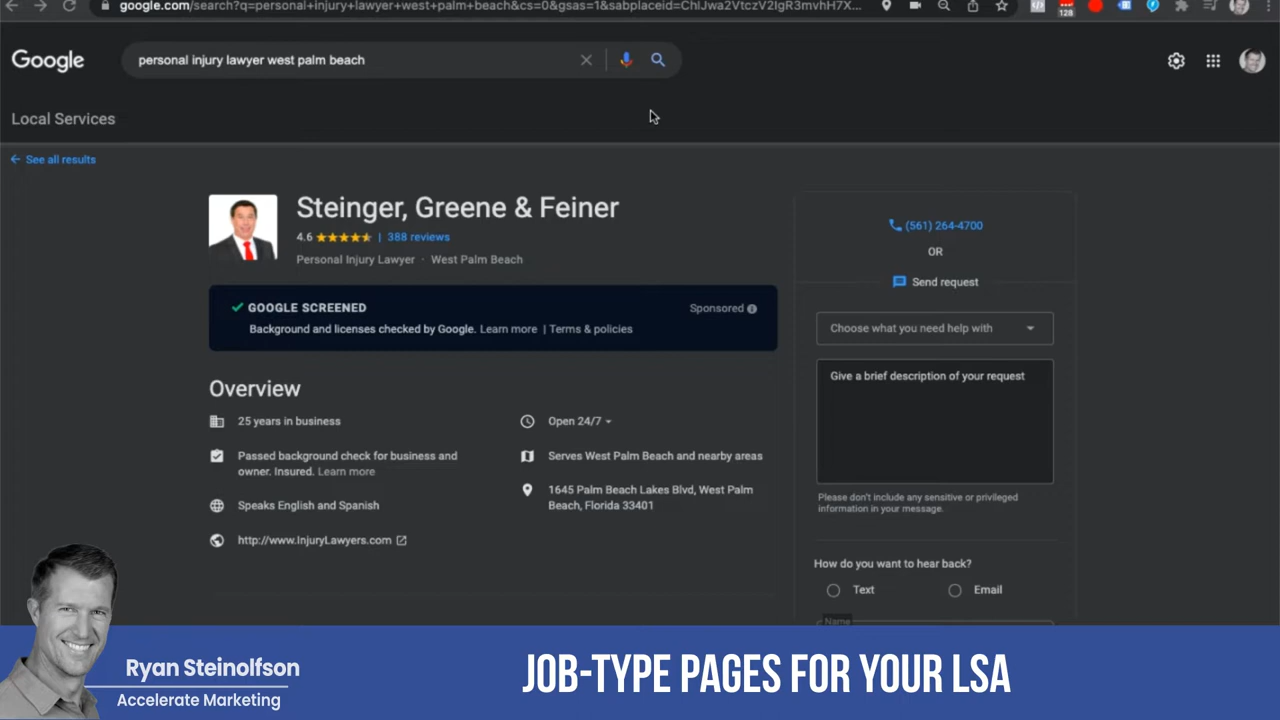 google.com/search?q=personal+injury+lawyer+west+palm+beach&cs=0&gsas=1&sabplaceid=ChIJwa2VtczV2IgR3mvhH7X...
128
Google
personal injury lawyer west palm beach
Local Services
← See all results
Steinger, Greene & Feiner
4.6 ★★★★★ | 388 reviews
Personal Injury Lawyer · West Palm Beach
GOOGLE SCREENED
Sponsored
Background and licenses checked by Google. Learn more | Terms & policies
Overview
25 years in business
Passed background check for business and
owner. Insured. Learn more
Speaks English and Spanish
http://www.InjuryLawyers.com
Open 24/7
Serves West Palm Beach and nearby areas
1645 Palm Beach Lakes Blvd, West Palm
Beach, Florida 33401
(561) 264-4700
OR
Send request
Choose what you need help with
Give a brief description of your request
Please don't include any sensitive or privileged
information in your message.
How do you want to hear back?
Text
Email
Name
Ryan Steinolfson
Accelerate Marketing
JOB-TYPE PAGES FOR YOUR LSA